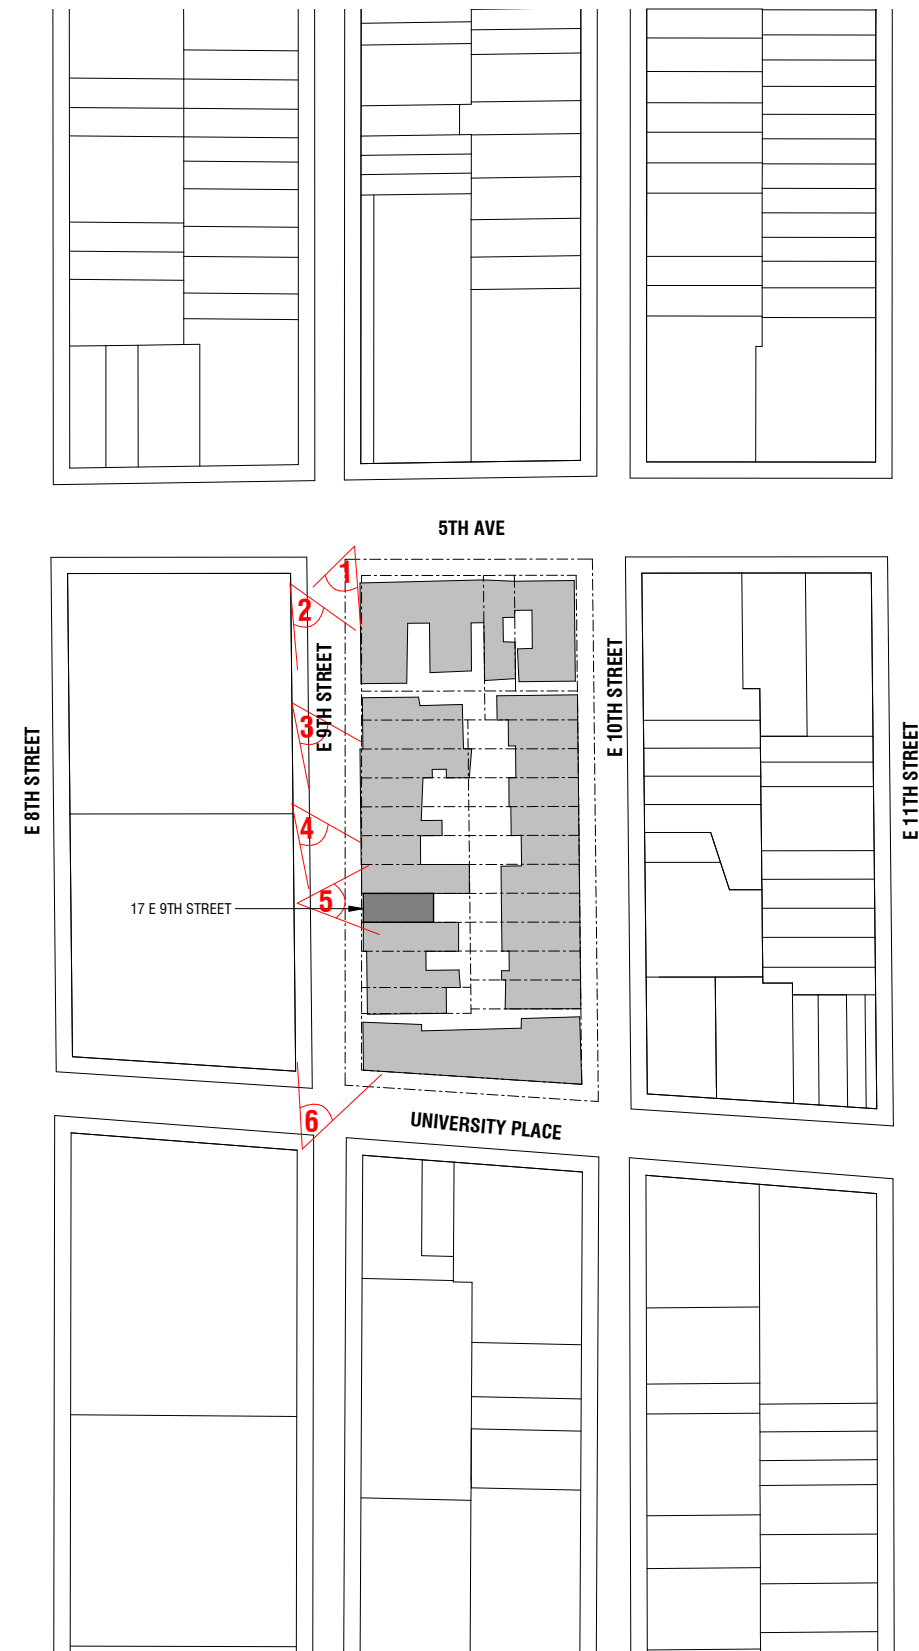 5TH AVE
1
2
E 9TH STREET
E 10TH STREET
3
E 8TH STREET
E 11TH STREET
4
5
17 E 9TH STREET
6
UNIVERSITY PLACE